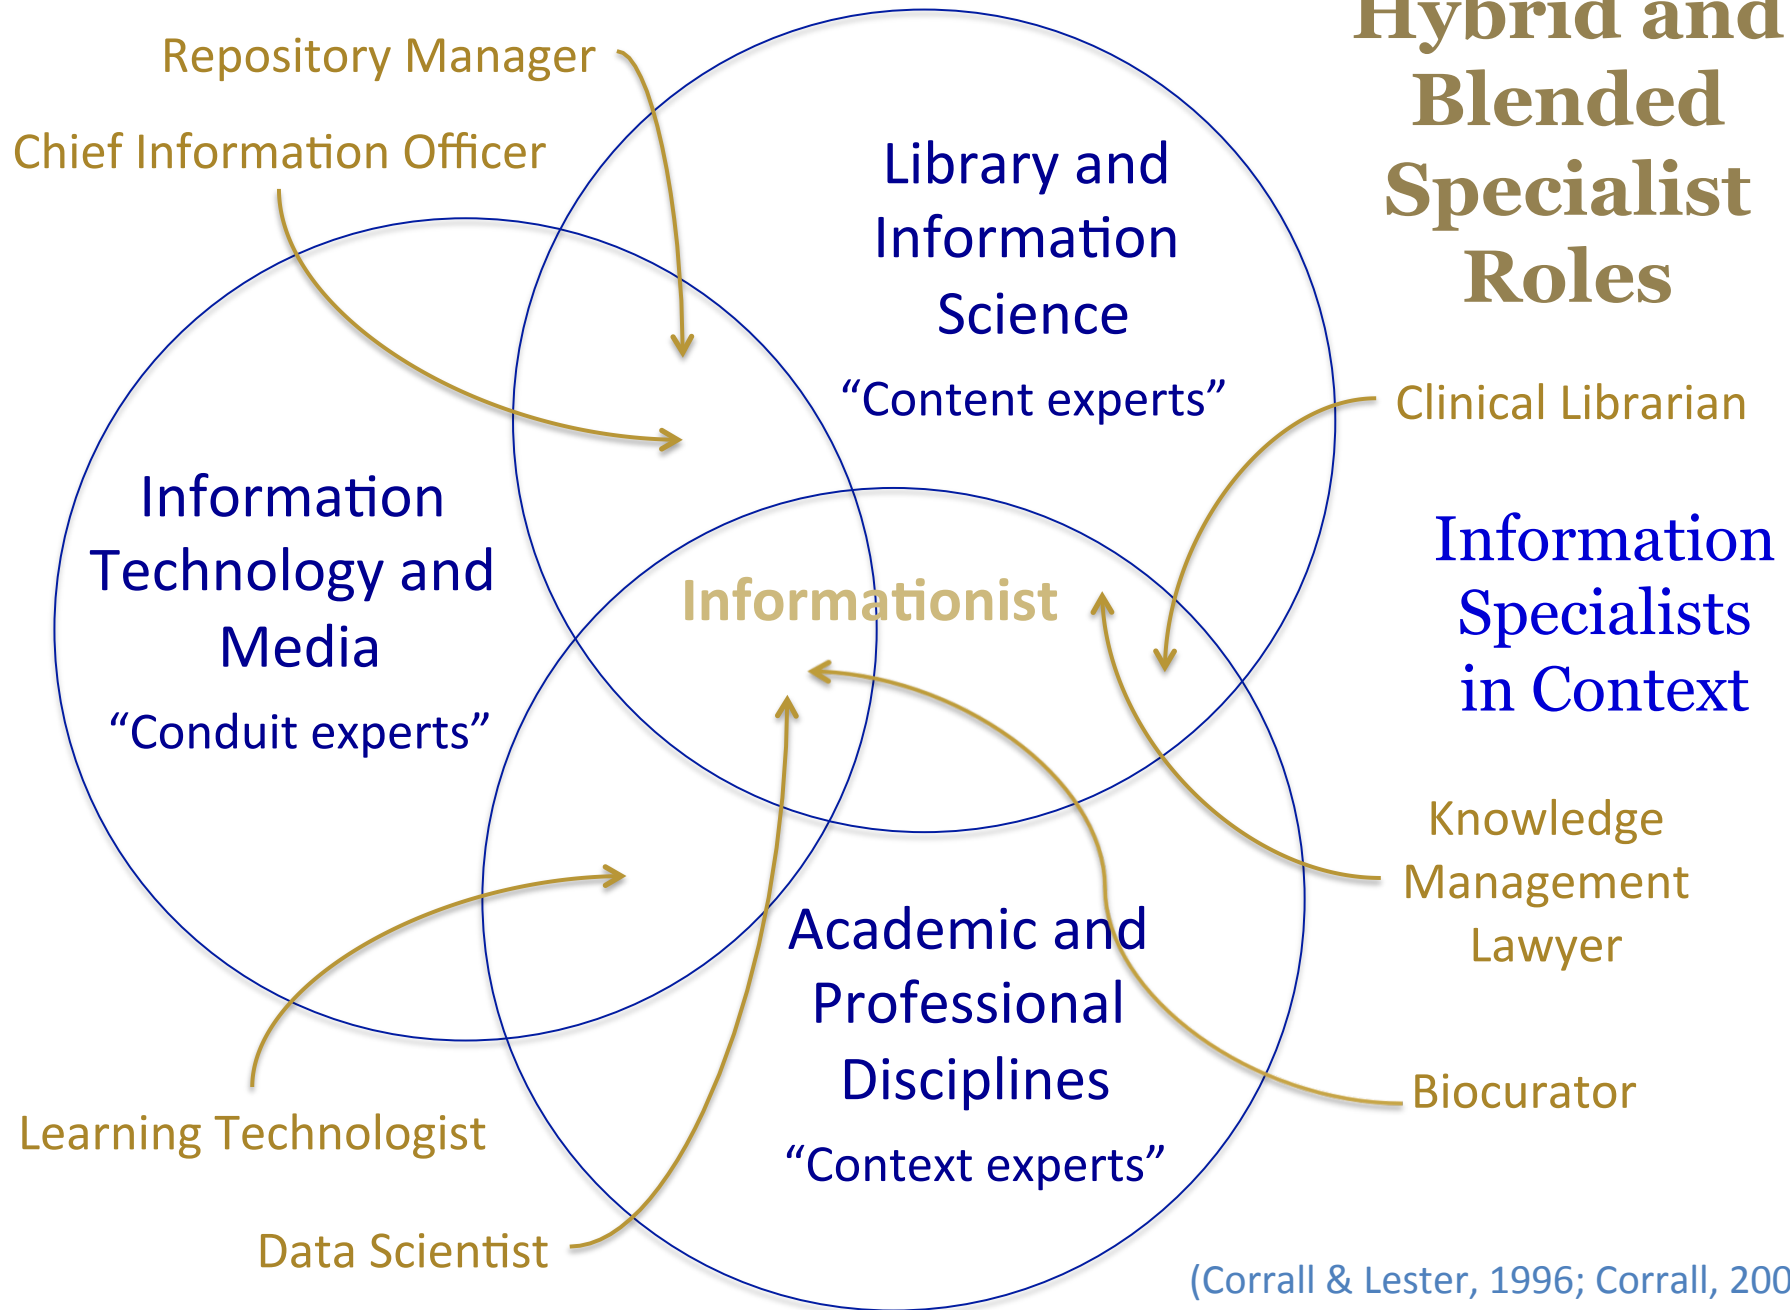 Hybrid and
Blended
Specialist
Roles
Repository Manager
Chief Information Officer
Library and
Information
Science
“Content experts”
Clinical Librarian
Information
Technology and
Media
“Conduit experts”
Informationist
Information
Specialists
in Context
Knowledge
Management
Lawyer
Academic and
Professional
Disciplines
“Context experts”
Biocurator
Learning Technologist
Data Scientist
(Corrall & Lester, 1996; Corrall,